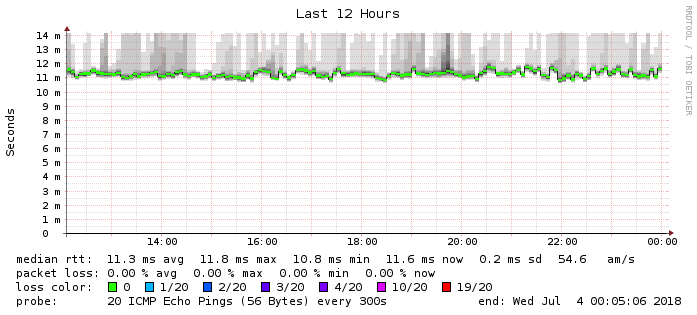 Last 12 Hours
RRDTOOL / TOBI OETIKER
Seconds
14 m
13 m
12 m
11 m
10 m
9 m
8 m
7 m
6 m
5 m
4 m
3 m
2 m
1 m
0
14:00 16:00 18:00 20:00 22:00 00:00
median rtt: 11.3 ms avg 11.8 ms max 10.8 ms min 11.6 ms now 0.2 ms sd 54.6 am/s
packet loss: 0.00 % avg 0.00 % max 0.00 % min 0.00 % now
loss color: 0 1/20 2/20 3/20 4/20 10/20 19/20
probe: 20 ICMP Echo Pings (56 Bytes) every 300s end: Wed Jul 4 00:05:06 2018